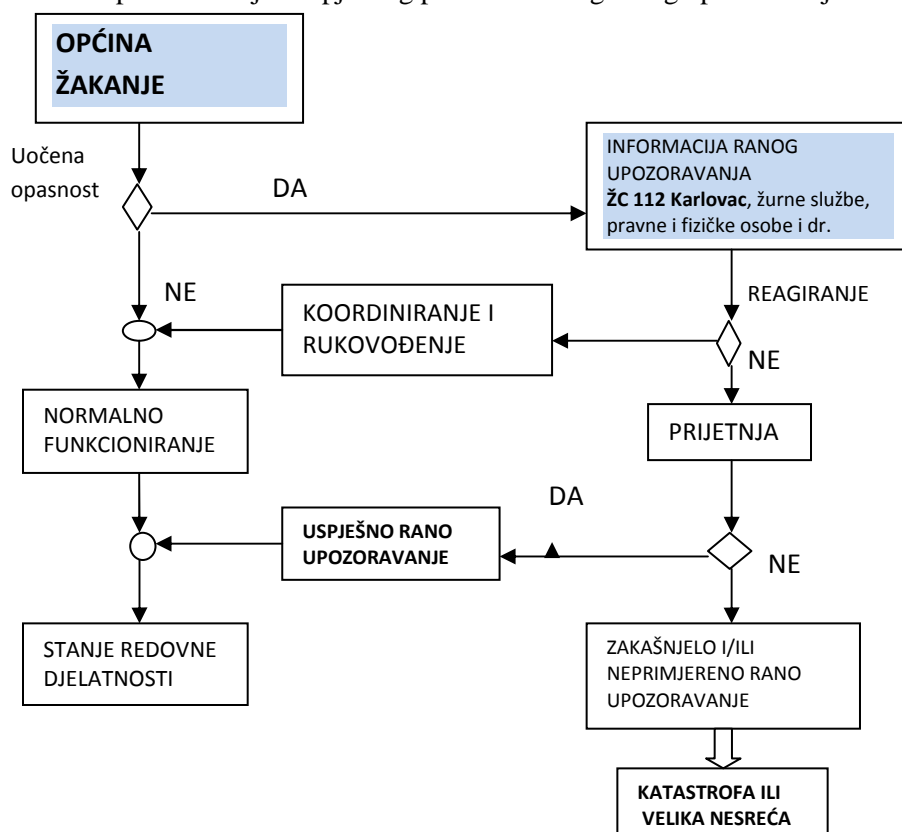 OPĆINA
ŽAKANJE
Uočena
opasnost
DA
INFORMACIJA RANOG
UPOZORAVANJA
ŽC 112 Karlovac, žurne službe,
pravne i fizičke osobe i dr.
NE
REAGIRANJE
KOORDINIRANJE I
RUKOVOĐENJE
NE
NORMALNO
FUNKCIONIRANJE
PRIJETNJA
DA
USPJEŠNO RANO
UPOZORAVANJE
NE
STANJE REDOVNE
DJELATNOSTI
ZAKAŠNJELO I/ILI
NEPRIMJERENO RANO
UPOZORAVANJE
KATASTROFA ILI
VELIKA NESREĆA